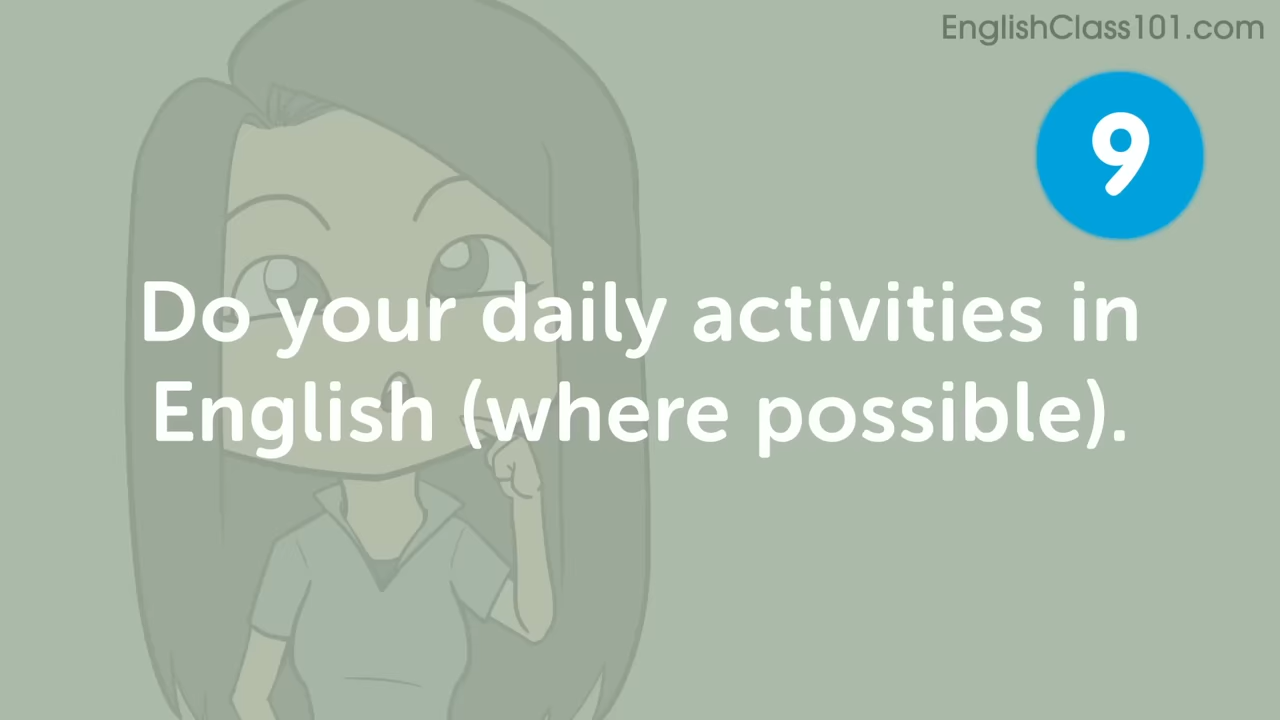 EnglishClass101.com
9
Do your daily activities in
English (where possible).